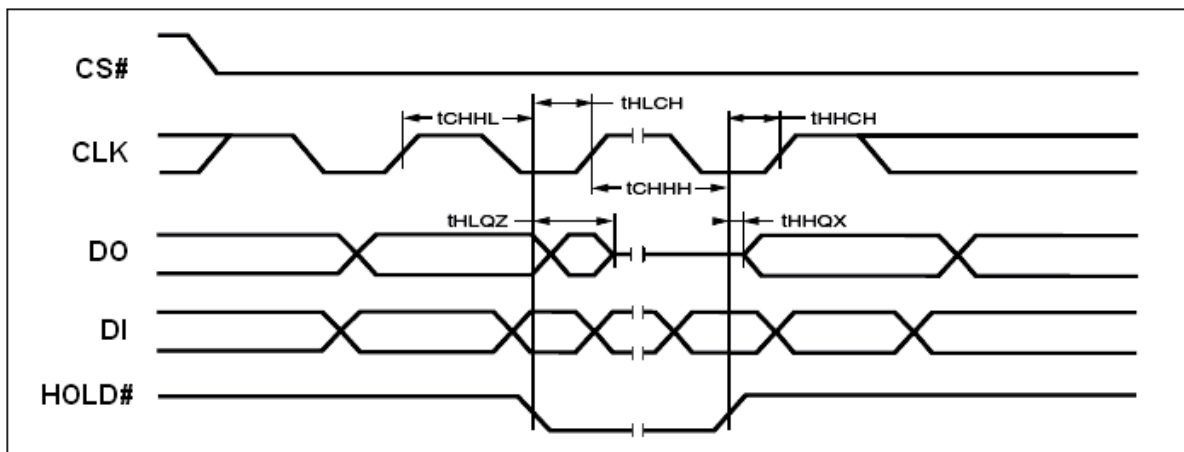 CS#
tCHHL
tHLCH
tHHCH
CLK
tCHHH
tHLQZ
tHHQX
DO
DI
HOLD#